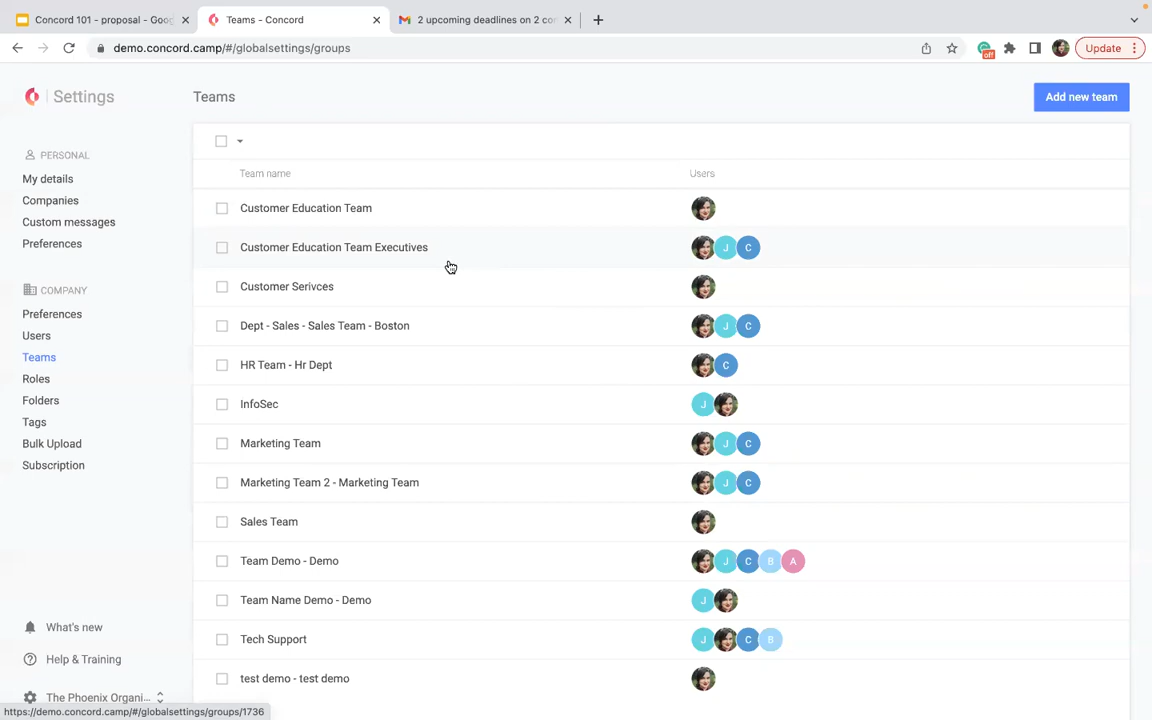 Concord 101 - proposal - Goog
Teams - Concord
2 upcoming deadlines on 2 con
demo.concord.camp/#/globalsettings/groups
off
Update
Settings
Teams
Add new team
PERSONAL
My details
Companies
Custom messages
Preferences
COMPANY
Preferences
Users
Teams
Roles
Folders
Tags
Bulk Upload
Subscription
Team name
Users
Customer Education Team
Customer Education Team Executives
J
C
Customer Serivces
Dept - Sales - Sales Team - Boston
J
C
HR Team - Hr Dept
C
InfoSec
J
Marketing Team
J
C
Marketing Team 2 - Marketing Team
J
C
Sales Team
Team Demo - Demo
J
C
B
A
Team Name Demo - Demo
J
Tech Support
J
C
B
test demo - test demo
What's new
Help & Training
The Phoenix Organi...
https://demo.concord.camp/#/globalsettings/groups/1736